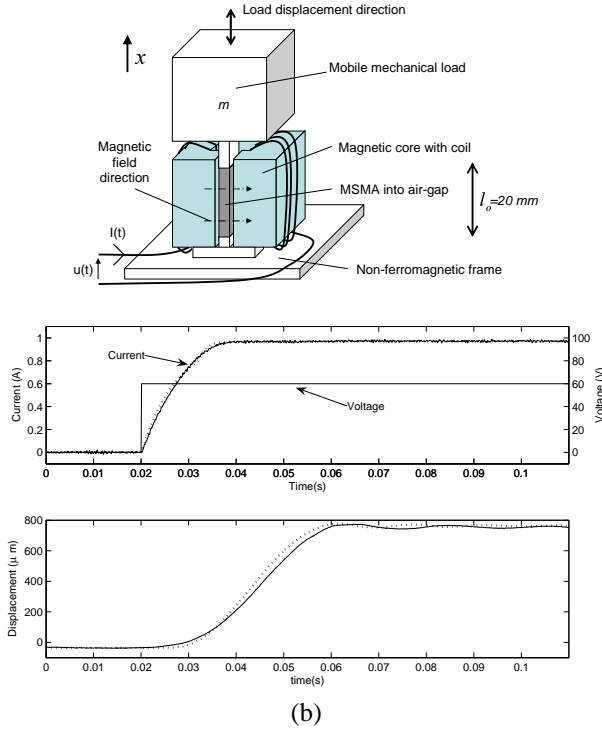 Load displacement direction
x
Mobile mechanical load
m
Magnetic field direction
Magnetic core with coil
MSMA into air-gap
l_o=20 mm
I(t)
u(t)
Non-ferromagnetic frame
1
0.8
0.6
0.4
0.2
0
Current (A)
100
80
60
40
20
0
Voltage (V)
Current
Voltage
0 0.01 0.02 0.03 0.04 0.05 0.06 0.07 0.08 0.09 0.1
Time(s)
800
600
400
200
0
Displacement (μ m)
0 0.01 0.02 0.03 0.04 0.05 0.06 0.07 0.08 0.09 0.1
time(s)
(b)